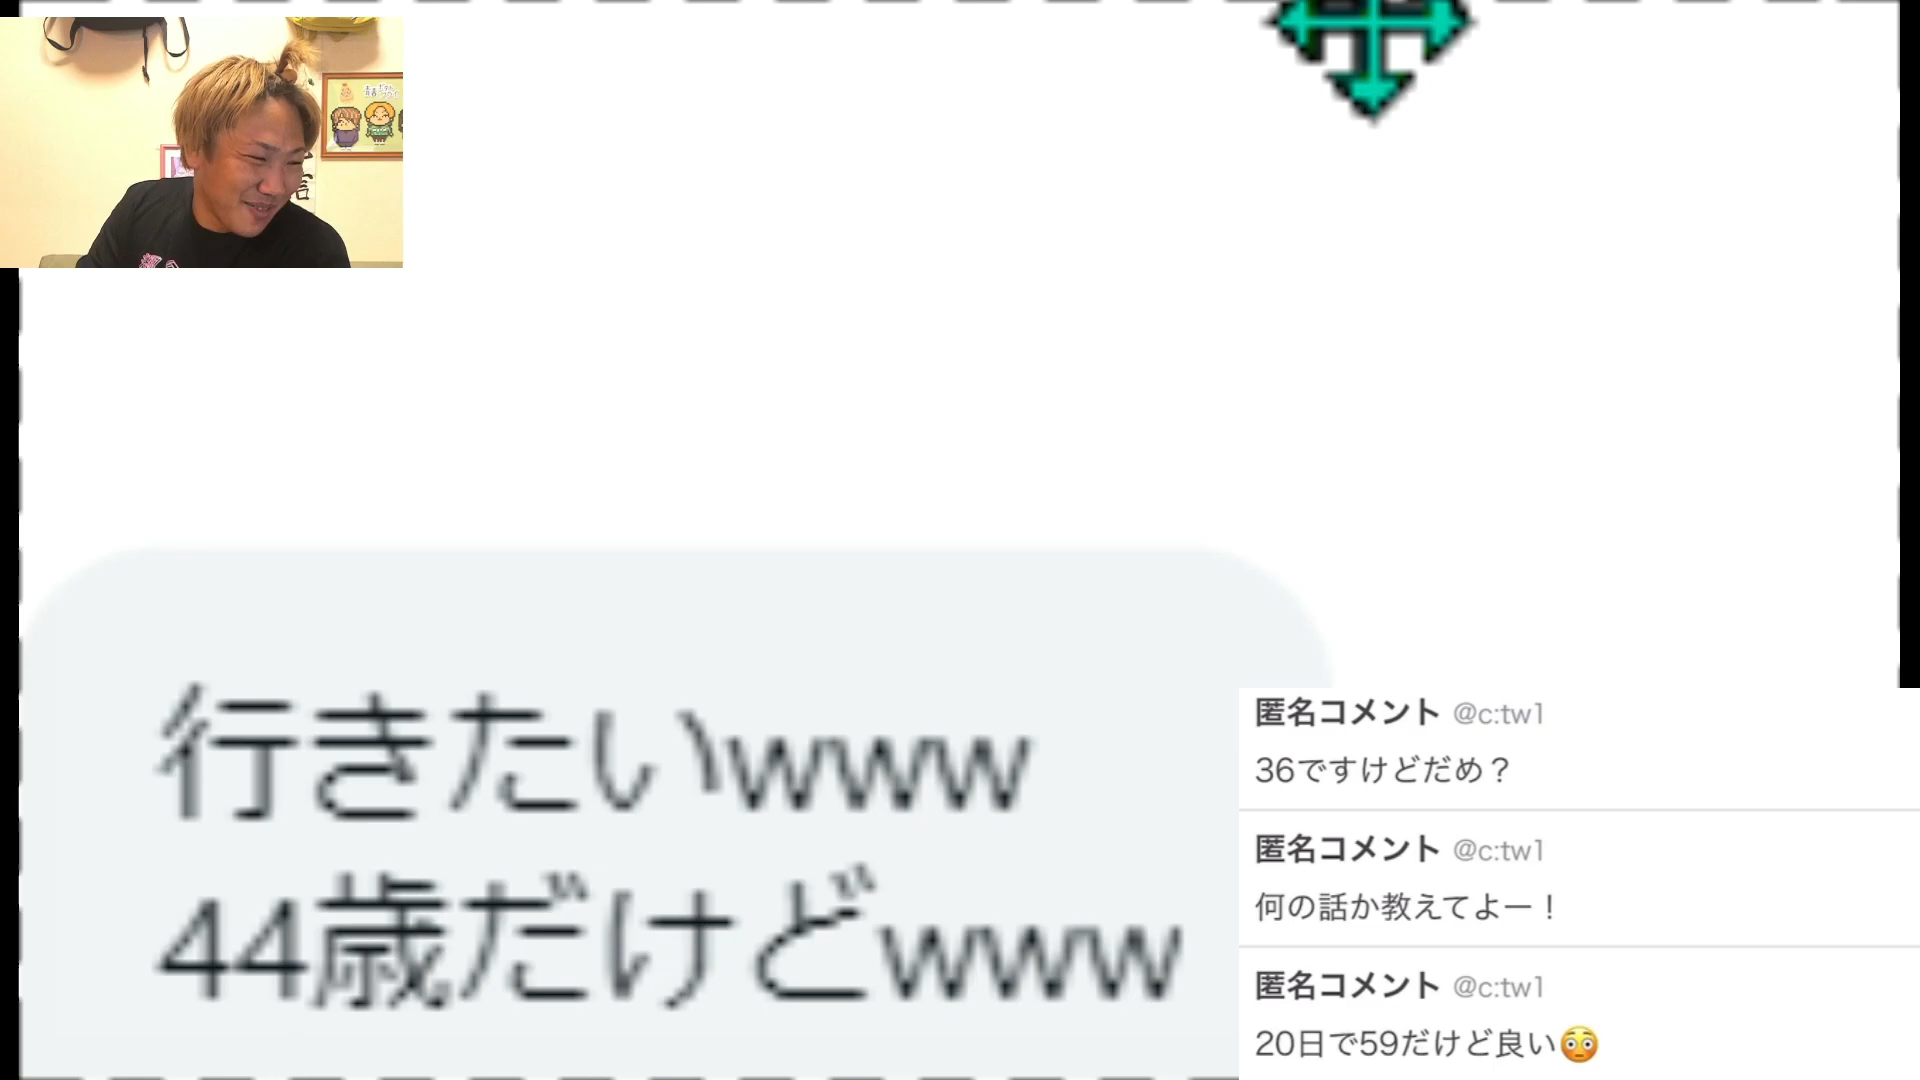 行きたいwww
44歳だけどwww
匿名コメント @c:tw1
36ですけどだめ？
匿名コメント @c:tw1
何の話か教えてよー！
匿名コメント @c:tw1
20日で59だけど良い😳